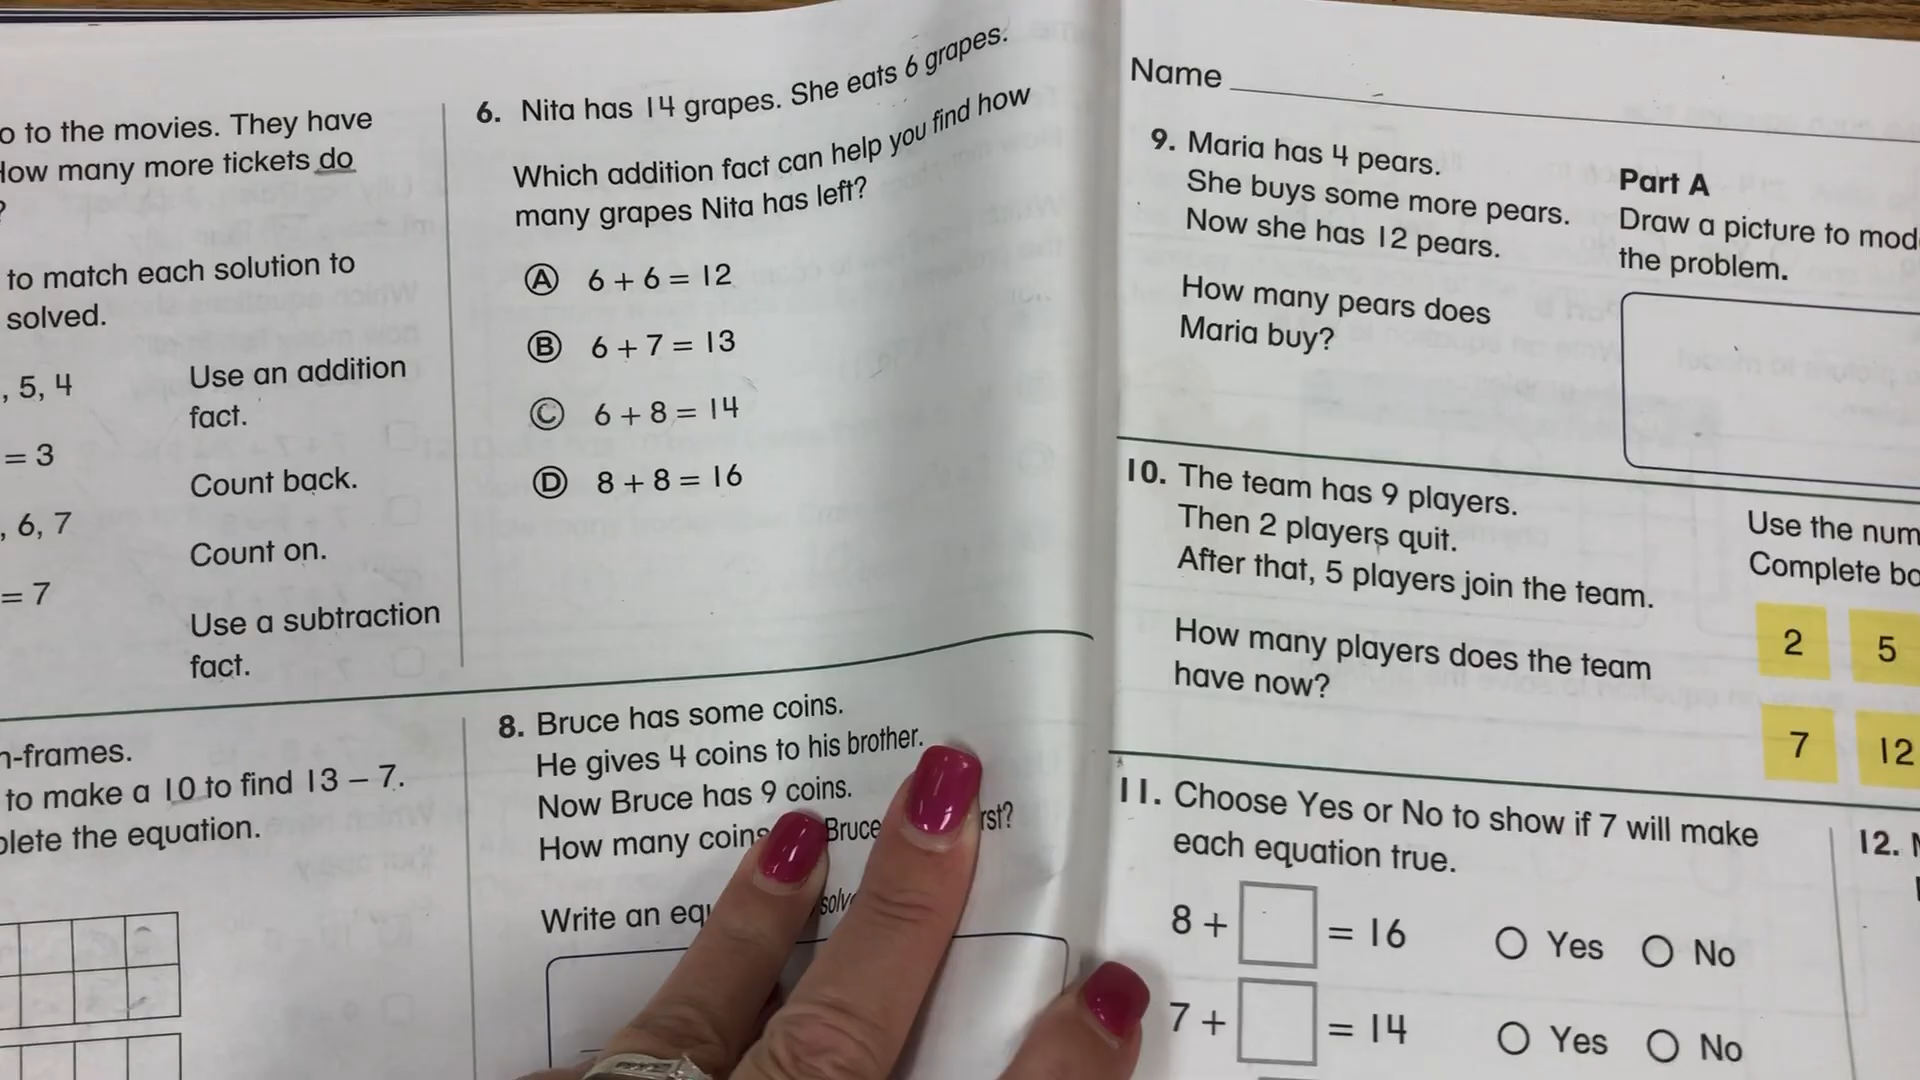 o to the movies. They have
How many more tickets do
?
to match each solution to
solved.
, 5, 4
Use an addition
fact.
= 3
Count back.
, 6, 7
Count on.
= 7
Use a subtraction
fact.
n-frames.
to make a 10 to find 13 – 7.
plete the equation.
6. Nita has 14 grapes. She eats 6 grapes.
Which addition fact can help you find how
many grapes Nita has left?
A 6 + 6 = 12
B 6 + 7 = 13
C 6 + 8 = 14
D 8 + 8 = 16
8. Bruce has some coins.
He gives 4 coins to his brother.
Now Bruce has 9 coins.
How many coins Bruce rst?
Write an equ solve
Name
9. Maria has 4 pears.
She buys some more pears.
Now she has 12 pears.
How many pears does
Maria buy?
Part A
Draw a picture to mod
the problem.
10. The team has 9 players.
Then 2 players quit.
After that, 5 players join the team.
How many players does the team
have now?
Use the num
Complete bo
2 5
7 12
11. Choose Yes or No to show if 7 will make
each equation true.
8 + = 16 Yes No
7 + = 14 Yes No
12.